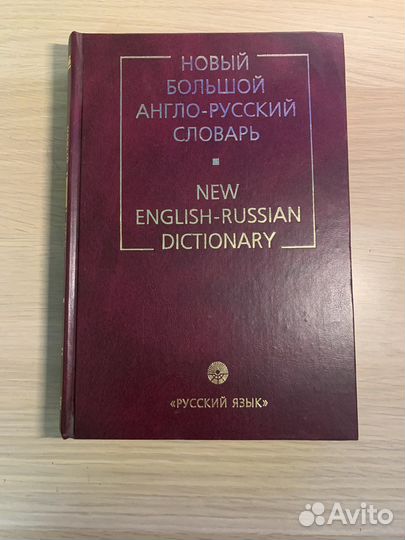 НОВЫЙ
БОЛЬШОЙ
АНГЛО-РУССКИЙ
СЛОВАРЬ
NEW
ENGLISH-RUSSIAN
DICTIONARY
«РУССКИЙ ЯЗЫК»
Avito